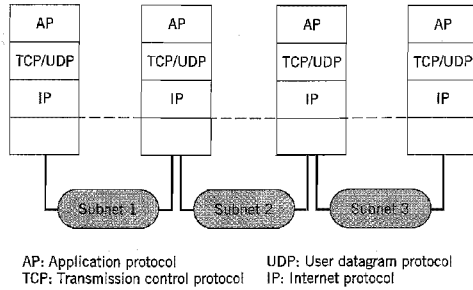 AP AP AP AP
TCP/UDP TCP/UDP TCP/UDP TCP/UDP
IP IP IP IP
Subnet 1 Subnet 2 Subnet 3
AP: Application protocol UDP: User datagram protocol
TCP: Transmission control protocol IP: Internet protocol